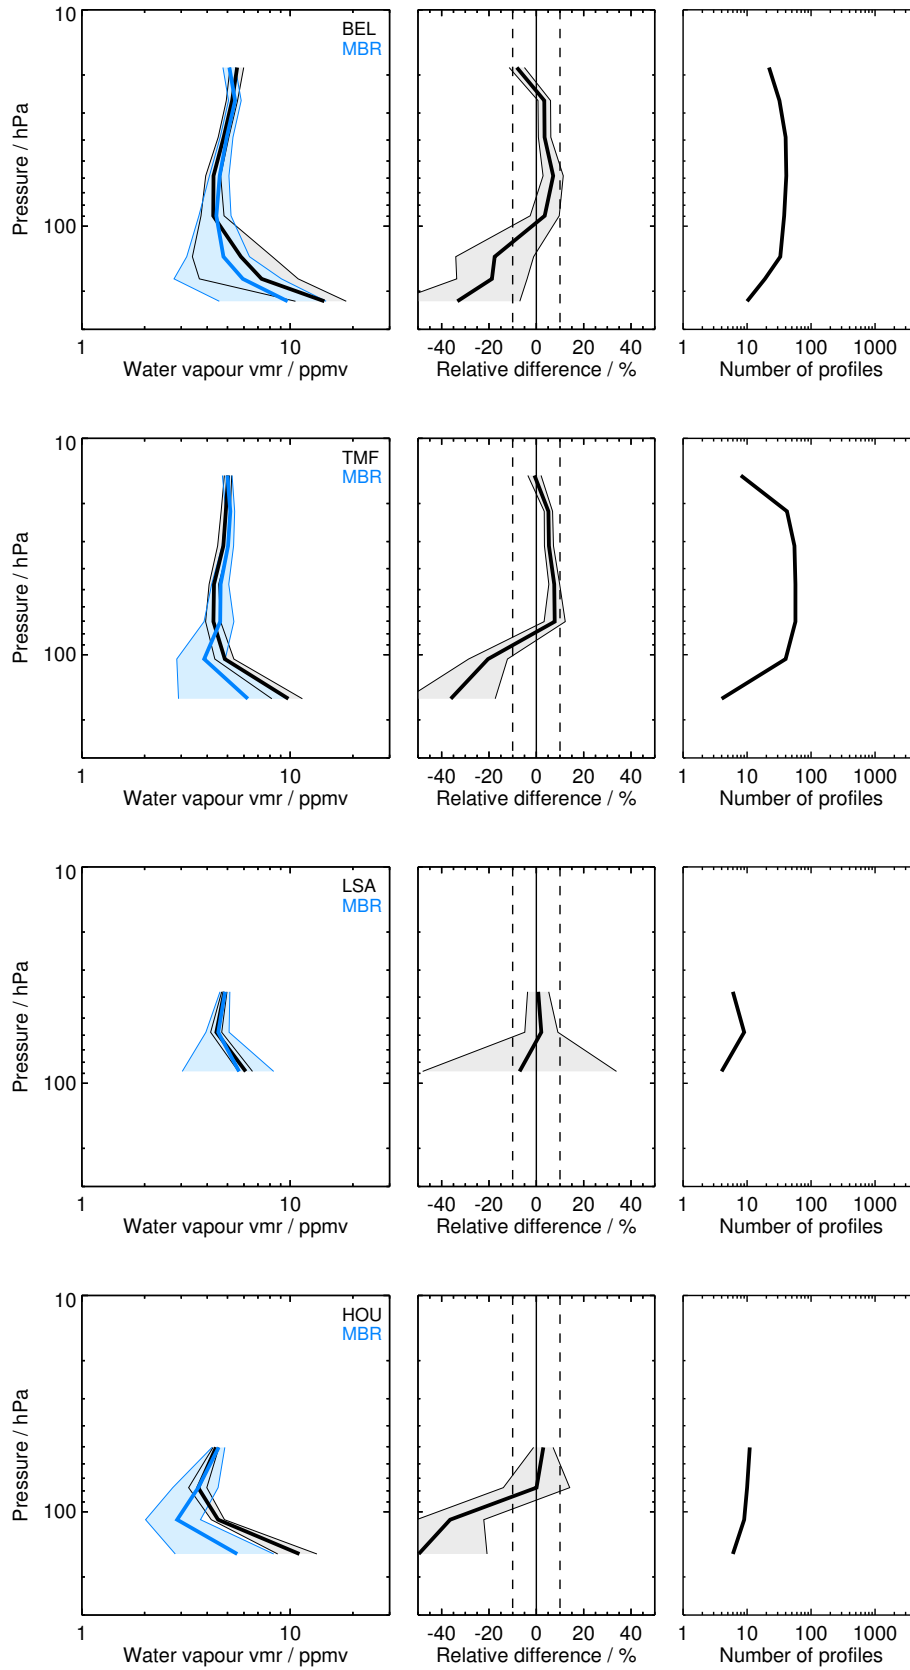 10
BEL
MBR
Pressure / hPa
100
1
10
-40
-20
0
20
40
1
10
100
1000
Water vapour vmr / ppmv
Relative difference / %
Number of profiles
10
TMF
MBR
Pressure / hPa
100
1
10
-40
-20
0
20
40
1
10
100
1000
Water vapour vmr / ppmv
Relative difference / %
Number of profiles
10
LSA
MBR
Pressure / hPa
100
1
10
-40
-20
0
20
40
1
10
100
1000
Water vapour vmr / ppmv
Relative difference / %
Number of profiles
10
HOU
MBR
Pressure / hPa
100
1
10
-40
-20
0
20
40
1
10
100
1000
Water vapour vmr / ppmv
Relative difference / %
Number of profiles